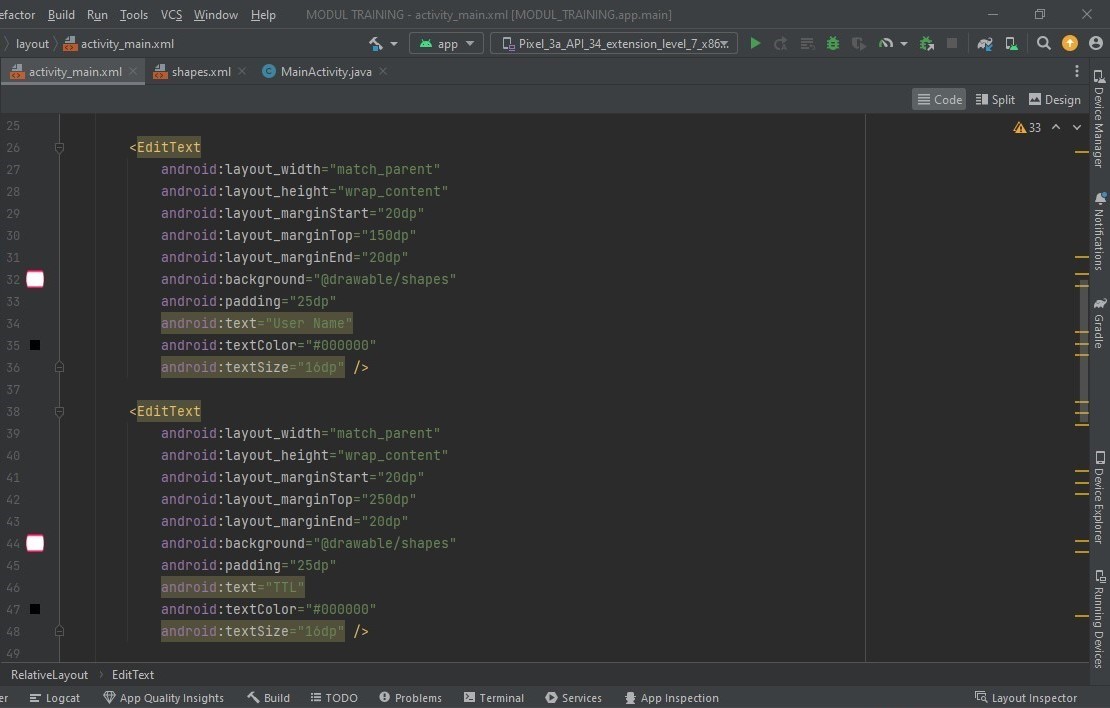 efactor Build Run Tools VCS Window Help MODUL TRAINING - activity_main.xml [MODUL_TRAINING.app.main]
layout activity_main.xml app Pixel_3a_API_34_extension_level_7_x86
activity_main.xml shapes.xml MainActivity.java
Code Split Design
33
25
26 <EditText
27 android:layout_width="match_parent"
28 android:layout_height="wrap_content"
29 android:layout_marginStart="20dp"
30 android:layout_marginTop="150dp"
31 android:layout_marginEnd="20dp"
32 android:background="@drawable/shapes"
33 android:padding="25dp"
34 android:text="User Name"
35 android:textColor="#000000"
36 android:textSize="16dp" />
37
38 <EditText
39 android:layout_width="match_parent"
40 android:layout_height="wrap_content"
41 android:layout_marginStart="20dp"
42 android:layout_marginTop="250dp"
43 android:layout_marginEnd="20dp"
44 android:background="@drawable/shapes"
45 android:padding="25dp"
46 android:text="TTL"
47 android:textColor="#000000"
48 android:textSize="16dp" />
49
Device Manager
Notifications
Gradle
Device Explorer
Running Devices
RelativeLayout EditText
er Logcat App Quality Insights Build TODO Problems Terminal Services App Inspection Layout Inspector